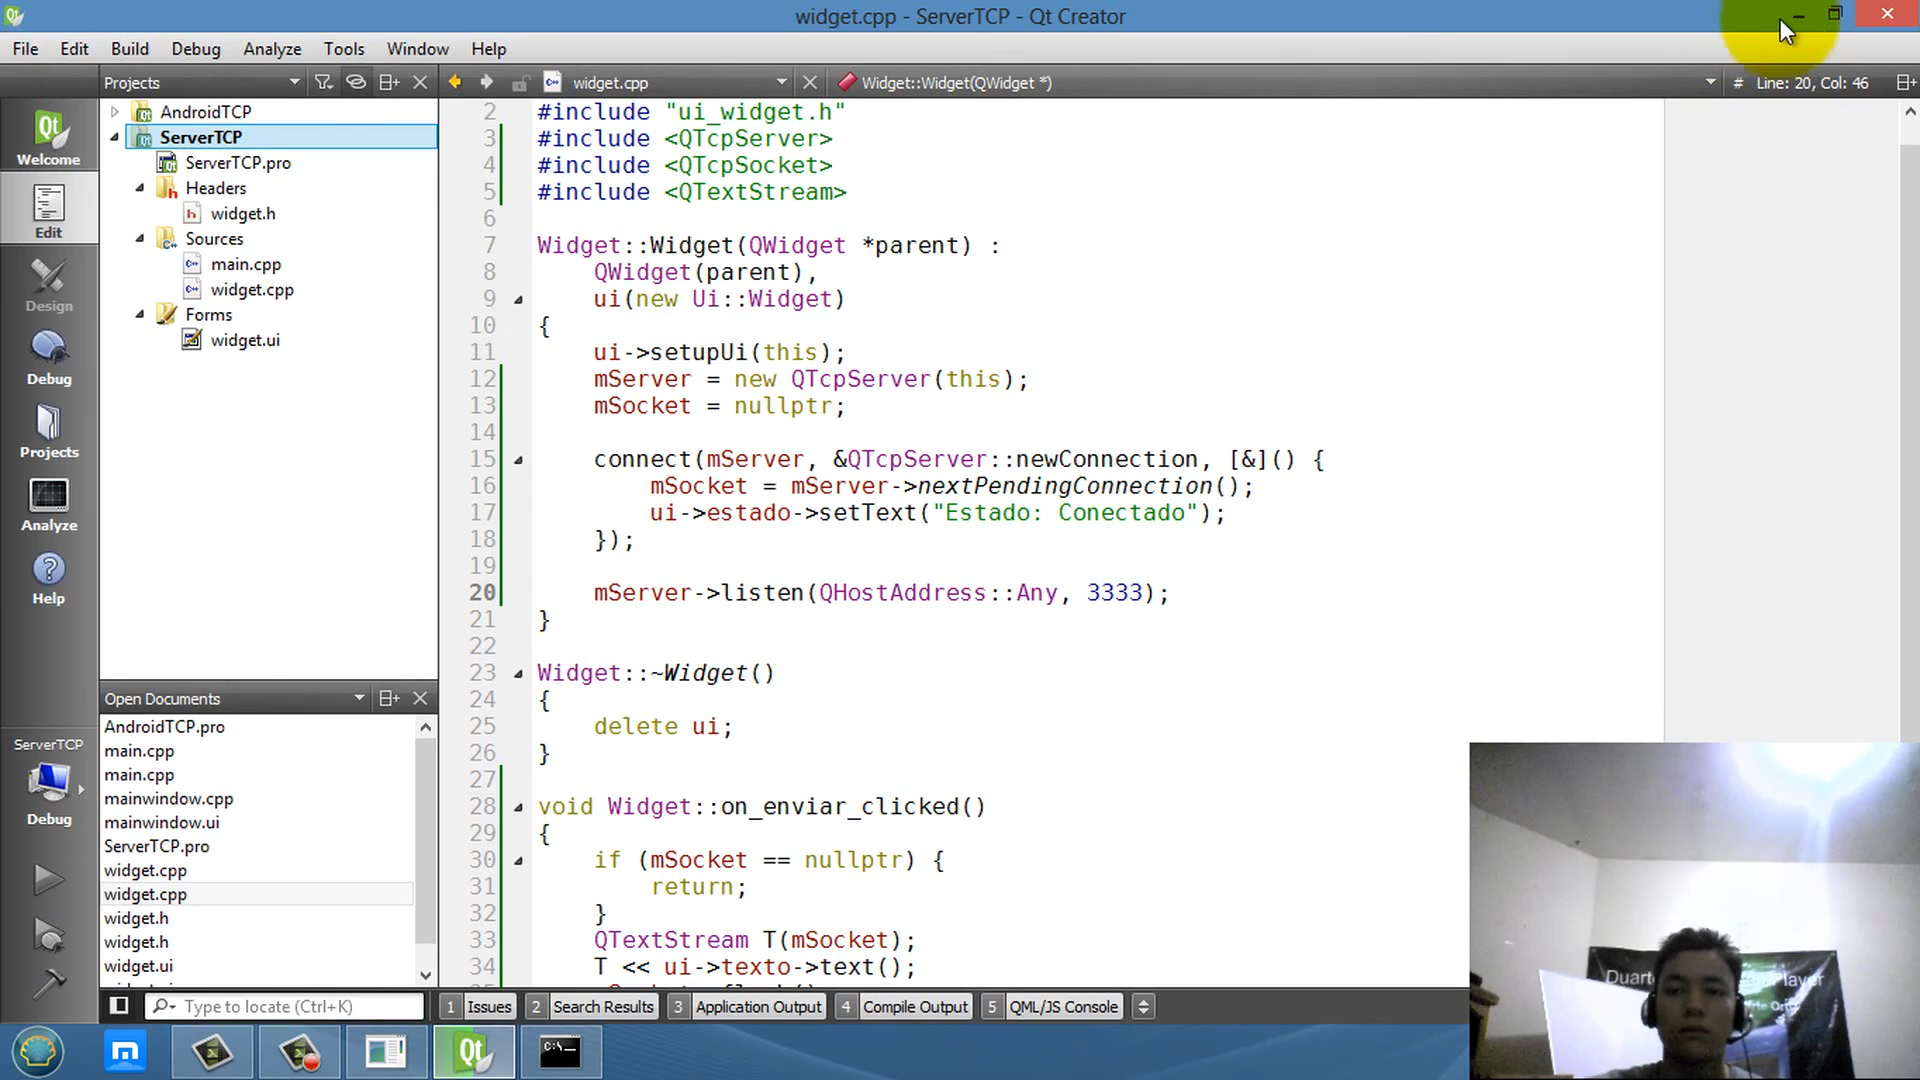 widget.cpp - ServerTCP - Qt Creator
File Edit Build Debug Analyze Tools Window Help
Projects
widget.cpp
Widget::Widget(QWidget *)
# Line: 20, Col: 46
Welcome
Edit
Design
Debug
Projects
Analyze
Help
ServerTCP
Debug
AndroidTCP
ServerTCP
ServerTCP.pro
Headers
widget.h
Sources
main.cpp
widget.cpp
Forms
widget.ui
Open Documents
AndroidTCP.pro
main.cpp
main.cpp
mainwindow.cpp
mainwindow.ui
ServerTCP.pro
widget.cpp
widget.cpp
widget.h
widget.h
widget.ui
2 #include "ui_widget.h"
3 #include <QTcpServer>
4 #include <QTcpSocket>
5 #include <QTextStream>
6
7 Widget::Widget(QWidget *parent) :
8 QWidget(parent),
9 ui(new Ui::Widget)
10 {
11 ui->setupUi(this);
12 mServer = new QTcpServer(this);
13 mSocket = nullptr;
14
15 connect(mServer, &QTcpServer::newConnection, [&]() {
16 mSocket = mServer->nextPendingConnection();
17 ui->estado->setText("Estado: Conectado");
18 });
19
20 mServer->listen(QHostAddress::Any, 3333);
21 }
22
23 Widget::~Widget()
24 {
25 delete ui;
26 }
27
28 void Widget::on_enviar_clicked()
29 {
30 if (mSocket == nullptr) {
31 return;
32 }
33 QTextStream T(mSocket);
34 T << ui->texto->text();
Type to locate (Ctrl+K)
1 Issues 2 Search Results 3 Application Output 4 Compile Output 5 QML/JS Console